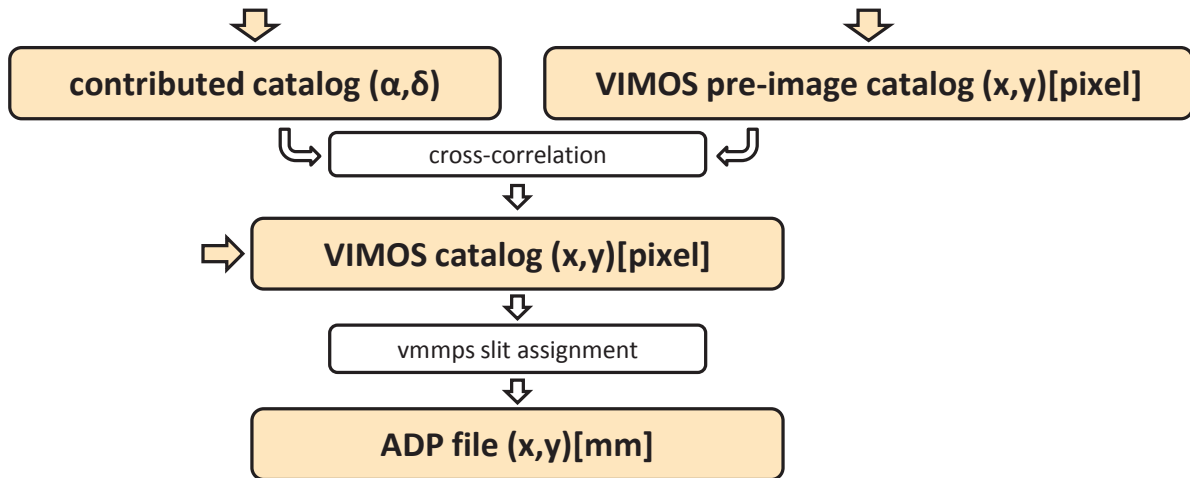 contributed catalog (α,δ)
VIMOS pre-image catalog (x,y)[pixel]
cross-correlation
VIMOS catalog (x,y)[pixel]
vmmps slit assignment
ADP file (x,y)[mm]